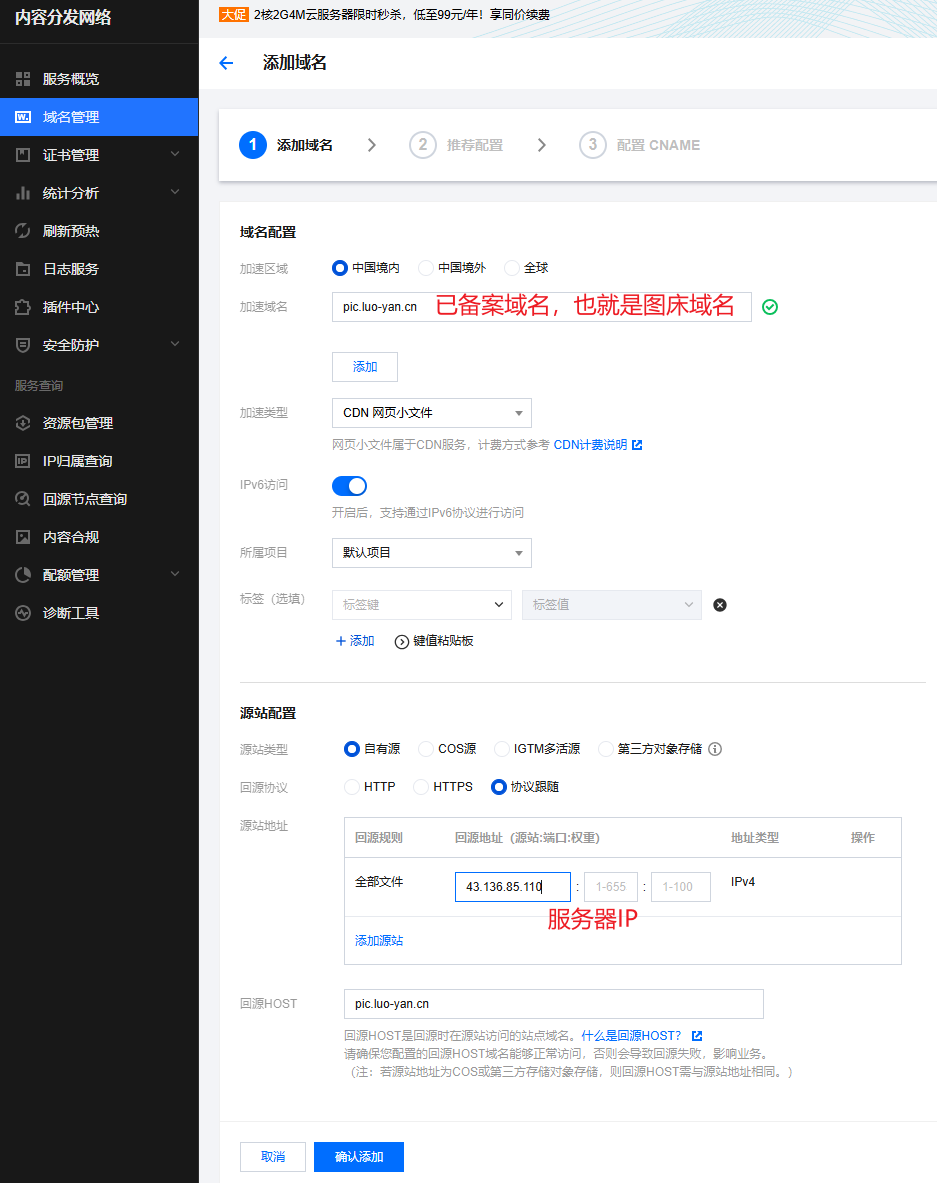 内容分发网络
服务概览
域名管理
证书管理
统计分析
刷新预热
日志服务
插件中心
安全防护
服务查询
资源包管理
IP归属查询
回源节点查询
内容合规
配额管理
诊断工具
大促 2核2G4M云服务器限时秒杀，低至99元/年！享同价续费
添加域名
1 添加域名 2 推荐配置 3 配置 CNAME
域名配置
加速区域 中国境内 中国境外 全球
加速域名 pic.luo-yan.cn 已备案域名，也就是图床域名
添加
加速类型 CDN 网页小文件
网页小文件属于CDN服务，计费方式参考 CDN计费说明
IPv6访问
开启后，支持通过IPv6协议进行访问
所属项目 默认项目
标签（选填） 标签键 标签值
+ 添加 键值粘贴板
源站配置
源站类型 自有源 COS源 IGTM多活源 第三方对象存储
回源协议 HTTP HTTPS 协议跟随
源站地址
回源规则 回源地址（源站:端口:权重） 地址类型 操作
全部文件 43.136.85.110 : 1-655 : 1-100 IPv4
服务器IP
添加源站
回源HOST pic.luo-yan.cn
回源HOST是回源时在源站访问的站点域名。什么是回源HOST？
请确保您配置的回源HOST域名能够正常访问，否则会导致回源失败，影响业务。
（注：若源站地址为COS或第三方存储对象存储，则回源HOST需与源站地址相同。）
取消 确认添加